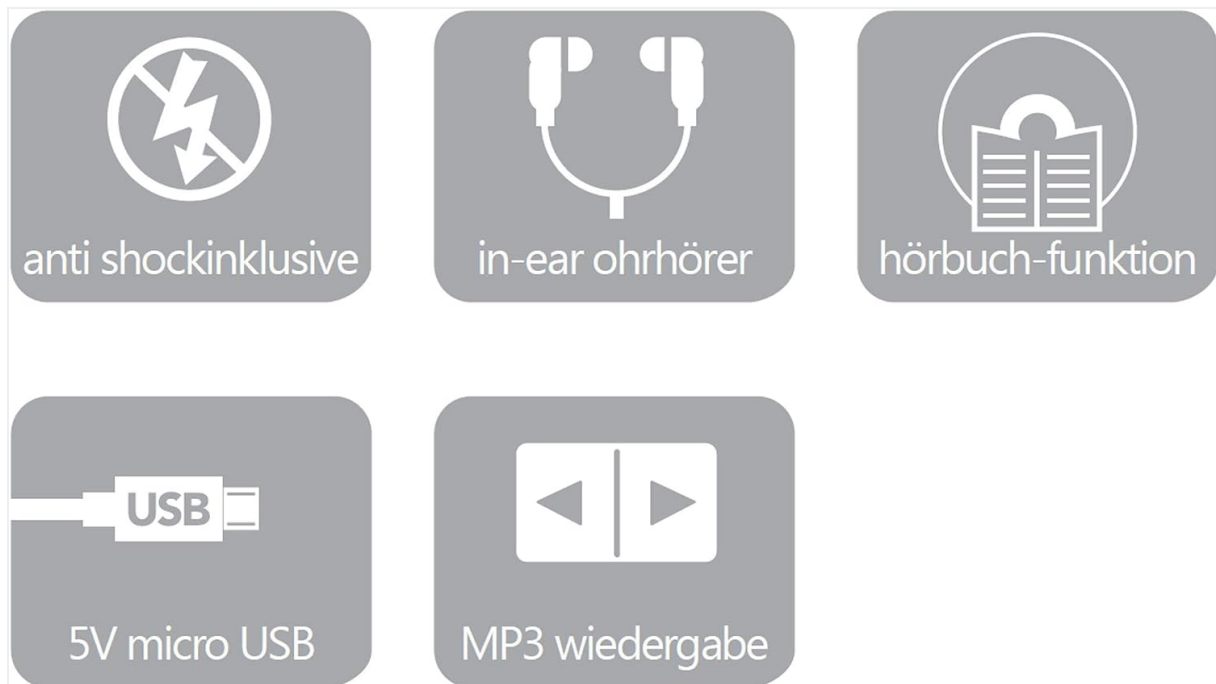 anti shockinklusive
in-ear ohrhörer
hörbuch-funktion
USB
5V micro USB
MP3 wiedergabe